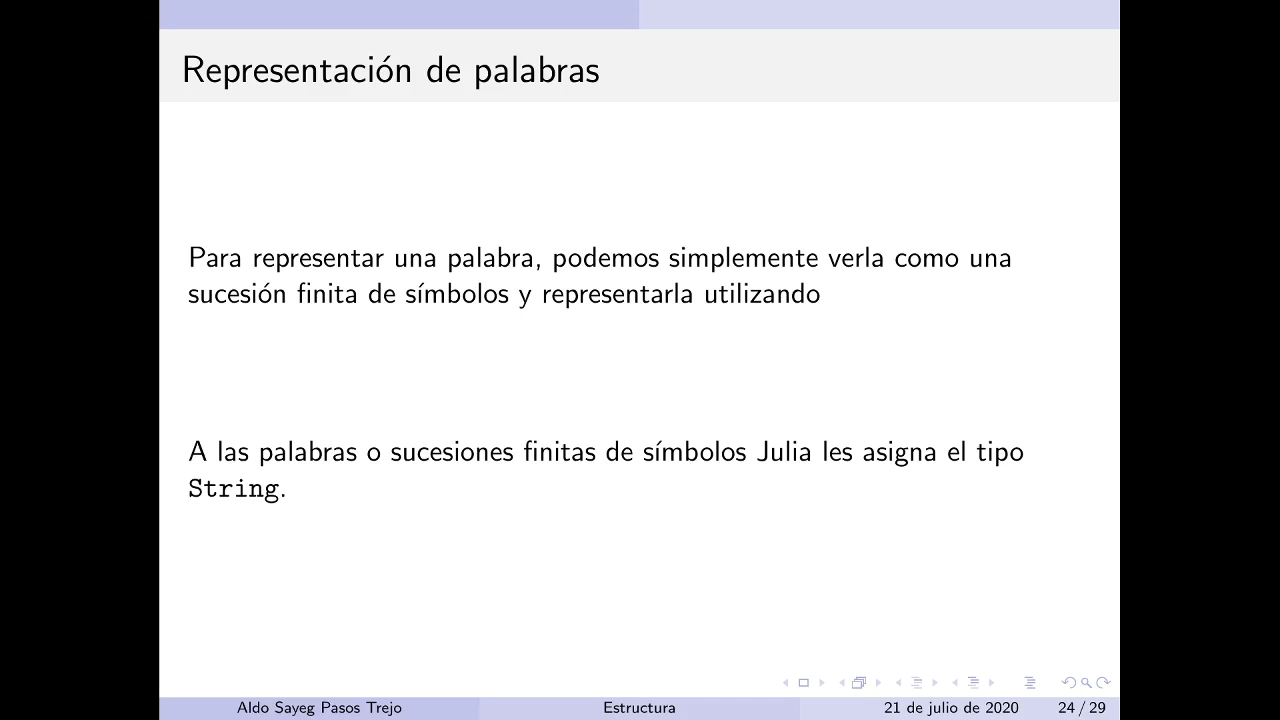 Representación de palabras
Para representar una palabra, podemos simplemente verla como una
sucesión finita de símbolos y representarla utilizando
A las palabras o sucesiones finitas de símbolos Julia les asigna el tipo
String.
Aldo Sayeg Pasos Trejo
Estructura
21 de julio de 2020
24 / 29